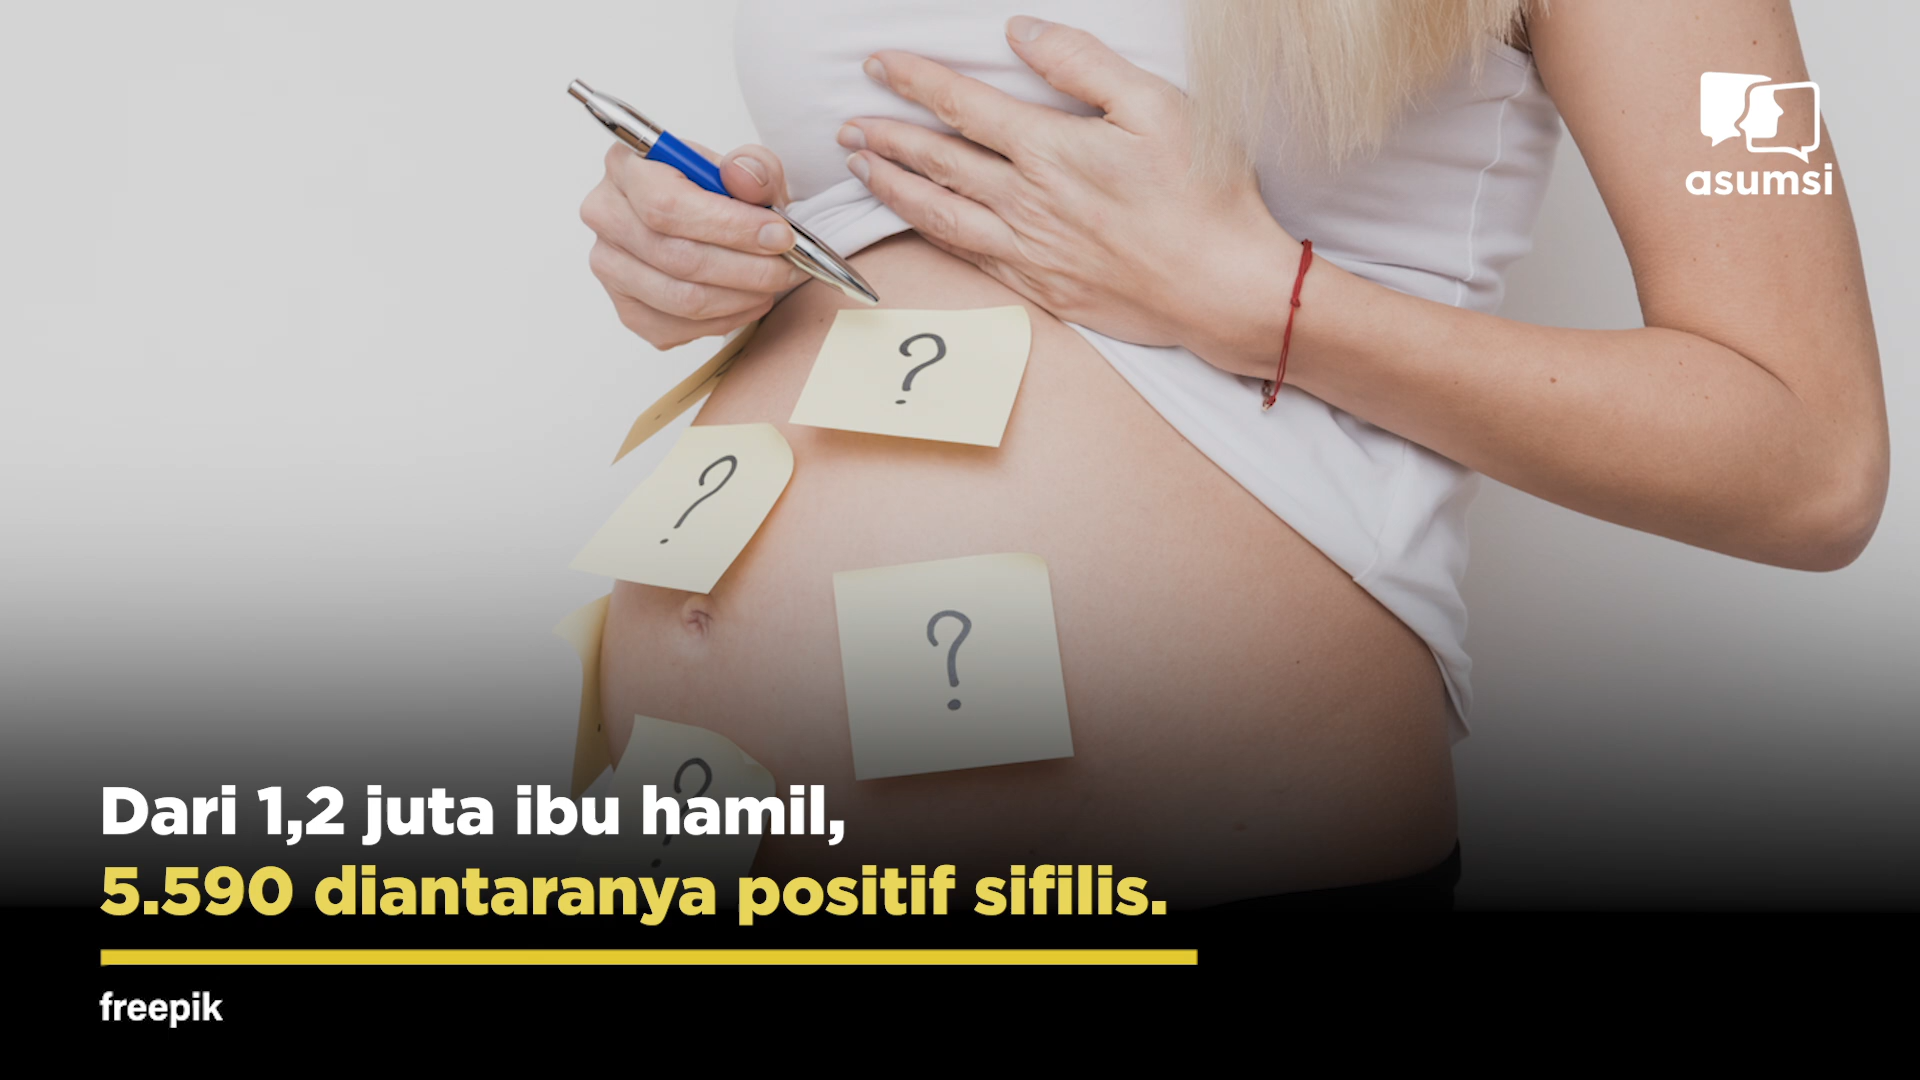 asumsi
?
?
?
?
Dari 1,2 juta ibu hamil,
5.590 diantaranya positif sifilis.
freepik